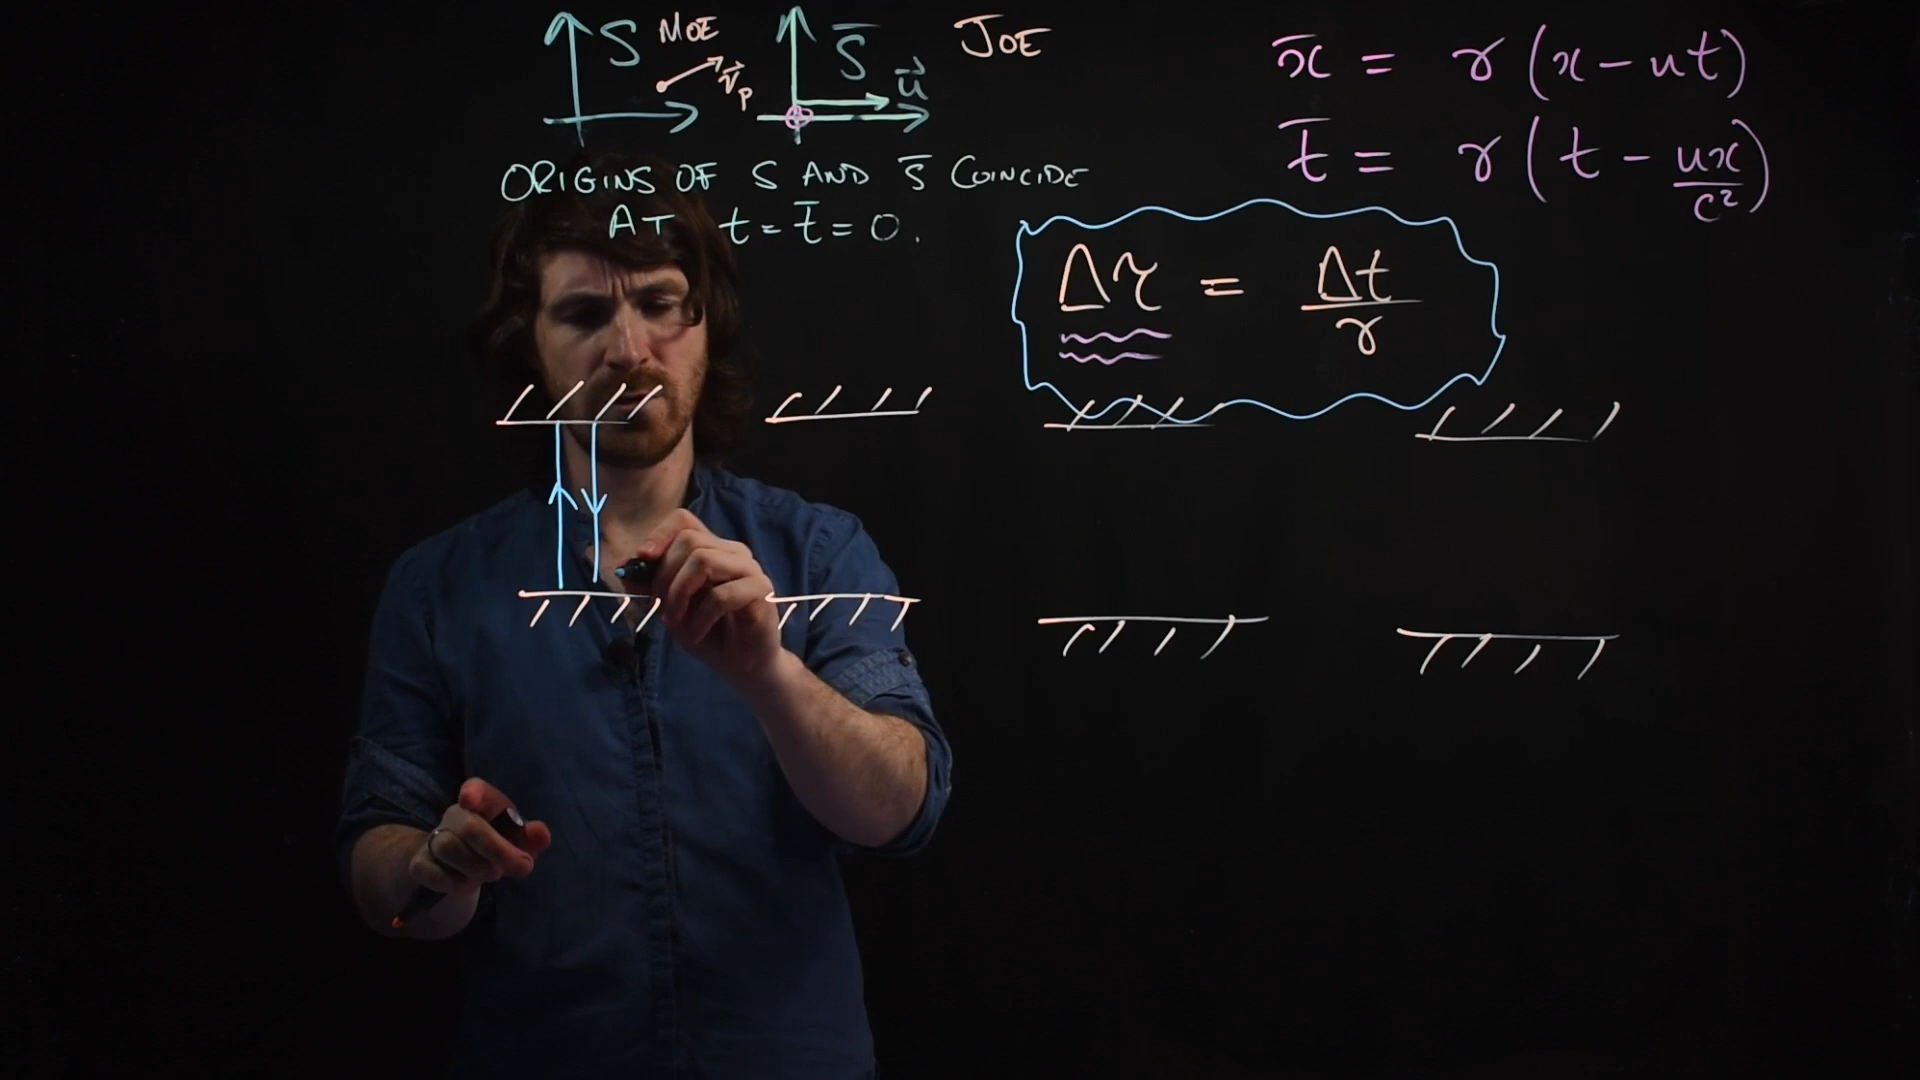 S MOE v⃗ₚ S̄ u⃗ JOE
ORIGINS OF S AND S̄ COINCIDE
AT t = t̄ = 0.
x̄ = γ(x - ut)
t̄ = γ(t - ux/c²)
Δτ = Δt/γ